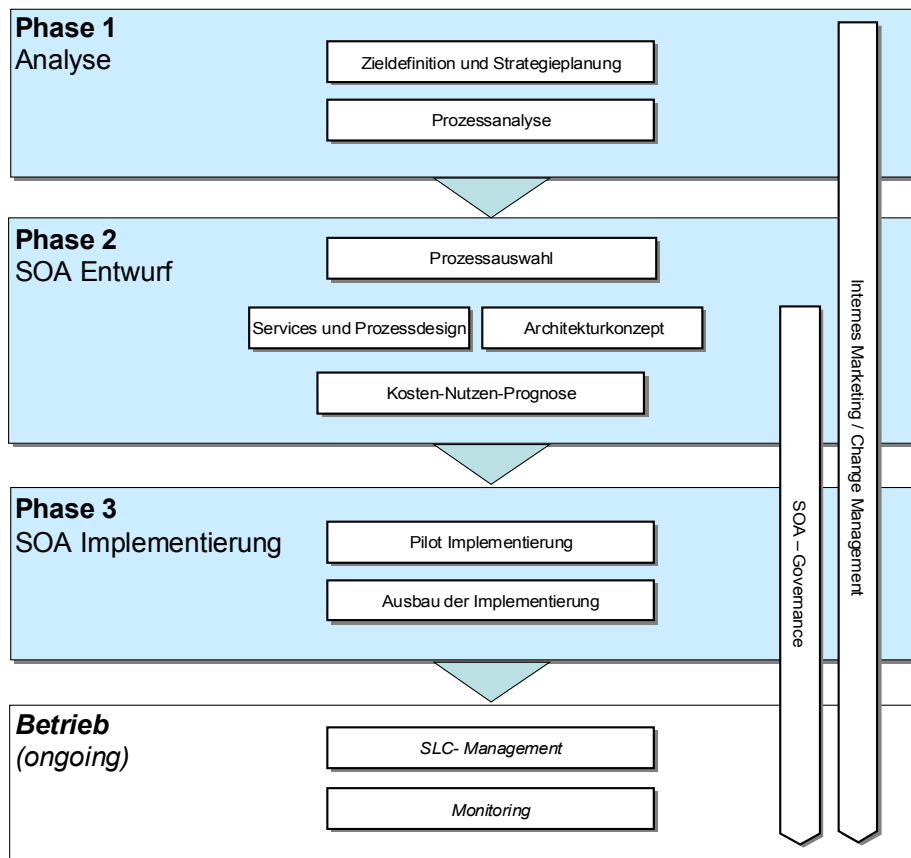 Phase 1
Analyse
Zieldefinition und Strategieplanung
Prozessanalyse
Phase 2
SOA Entwurf
Prozessauswahl
Services und Prozessdesign
Architekturkonzept
Kosten-Nutzen-Prognose
Phase 3
SOA Implementierung
Pilot Implementierung
Ausbau der Implementierung
Betrieb
(ongoing)
SLC- Management
Monitoring
SOA – Governance
Internes Marketing / Change Management